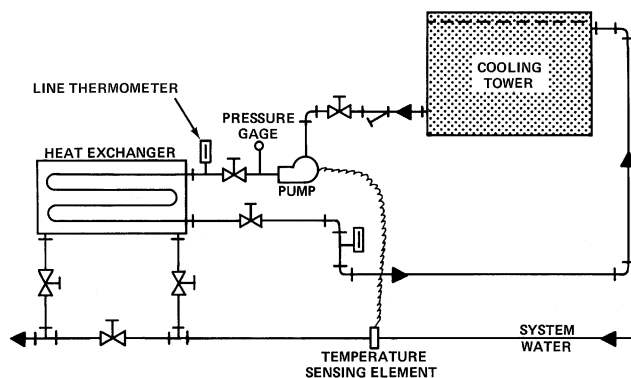 COOLING
TOWER
LINE THERMOMETER
PRESSURE
GAGE
HEAT EXCHANGER
PUMP
SYSTEM
WATER
TEMPERATURE
SENSING ELEMENT